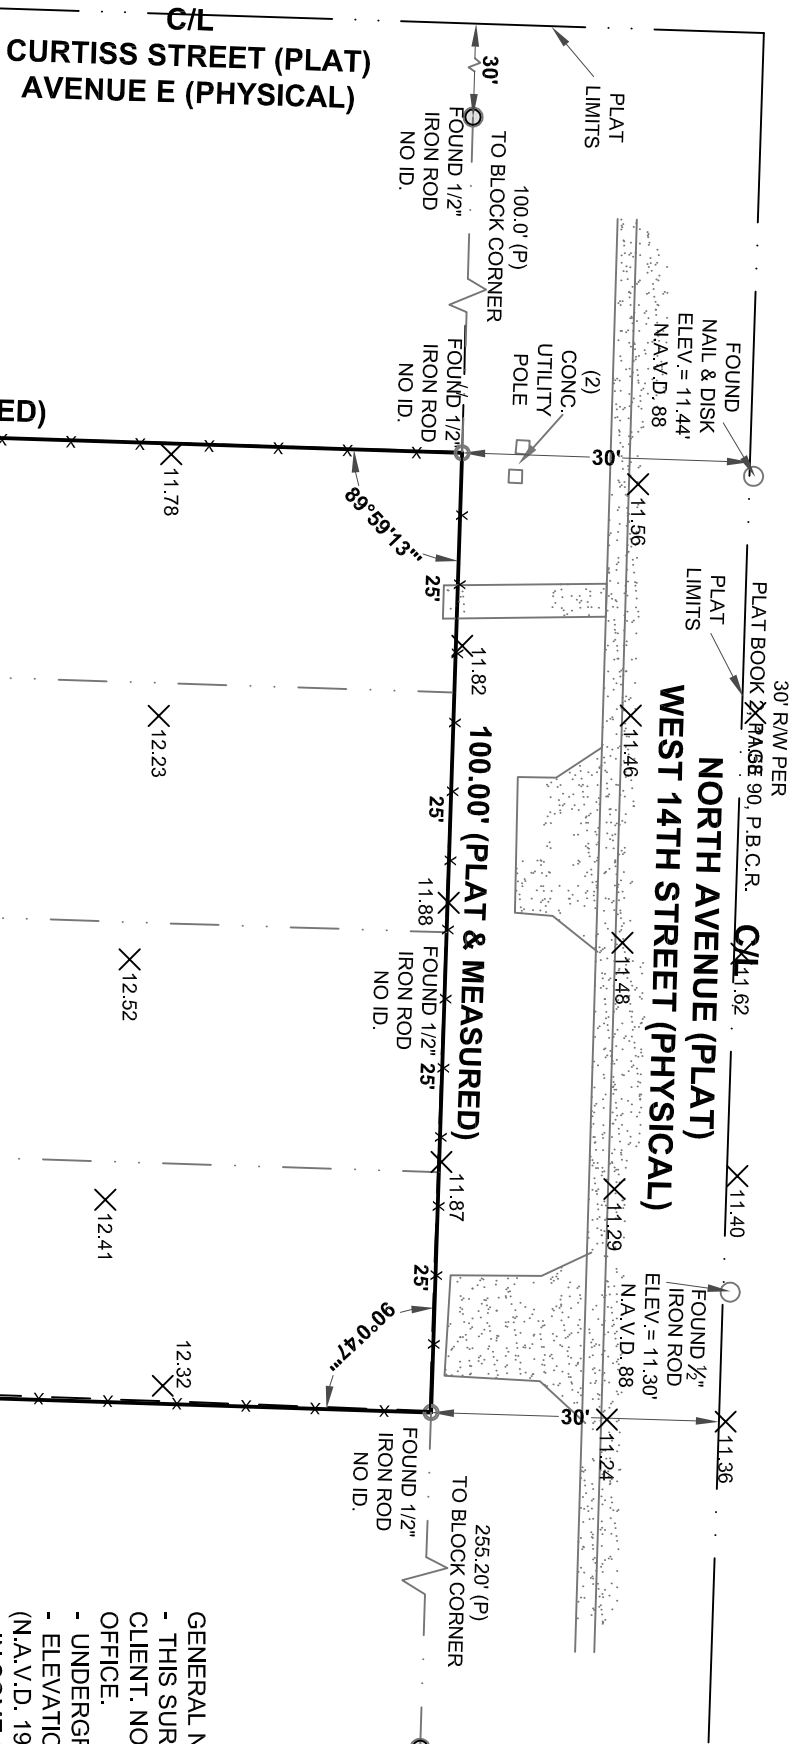 C/L
CURTISS STREET (PLAT)
AVENUE E (PHYSICAL)
30'
PLAT
LIMITS
FOUND 1/2"
IRON ROD
NO ID.
100.0' (P)
TO BLOCK CORNER
FOUND
NAIL & DISK
ELEV.= 11.44'
N.A.V.D. 88
(2)
CONC.
UTILITY
POLE
FOUND 1/2"
IRON ROD
NO ID.
ED)
30'
11.78
89°59'13"
11.56
25'
PLAT
LIMITS
30' R/W PER
PLAT BOOK 2, PAGE 90, P.B.C.R.
11.82
12.23
11.46
NORTH AVENUE (PLAT)
WEST 14TH STREET (PHYSICAL)
C/L
100.00' (PLAT & MEASURED)
25'
11.88
11.62
11.48
12.52
FOUND 1/2"
IRON ROD
NO ID.
25'
11.87
11.40
11.29
12.41
25'
FOUND ½"
IRON ROD
ELEV.= 11.30'
N.A.V.D. 88
90°0'47"
12.32
30'
11.24
11.36
FOUND 1/2"
IRON ROD
NO ID.
255.20' (P)
TO BLOCK CORNER
GENERAL N
- THIS SUR
CLIENT. NO
OFFICE.
- UNDERGR
- ELEVATIO
(N.A.V.D. 19